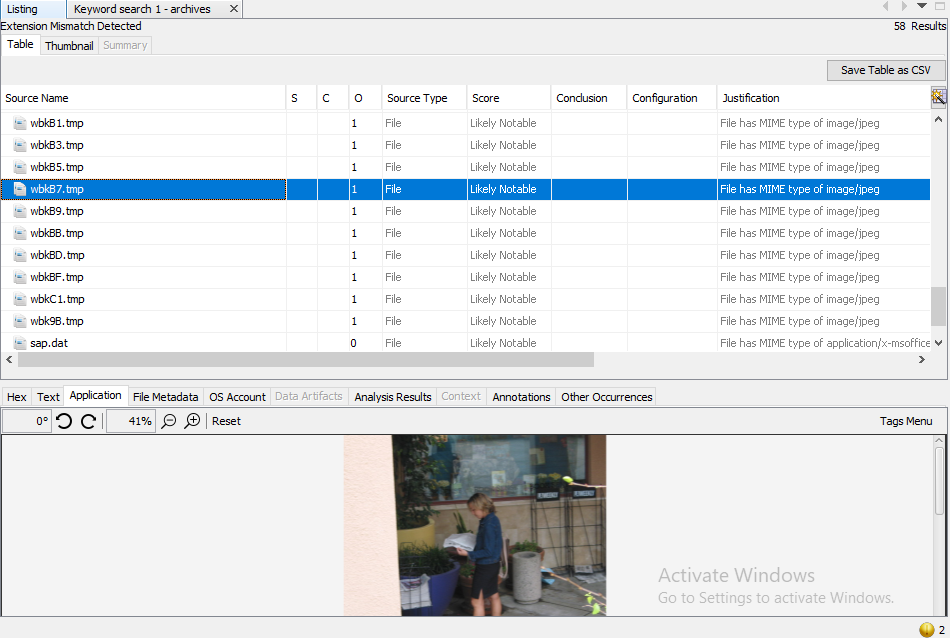 Listing Keyword search 1 - archives
Extension Mismatch Detected 58 Results
Table Thumbnail Summary
Save Table as CSV
Source Name S C O Source Type Score Conclusion Configuration Justification
wbkB1.tmp 1 File Likely Notable File has MIME type of image/jpeg
wbkB3.tmp 1 File Likely Notable File has MIME type of image/jpeg
wbkB5.tmp 1 File Likely Notable File has MIME type of image/jpeg
wbkB7.tmp 1 File Likely Notable File has MIME type of image/jpeg
wbkB9.tmp 1 File Likely Notable File has MIME type of image/jpeg
wbkBB.tmp 1 File Likely Notable File has MIME type of image/jpeg
wbkBD.tmp 1 File Likely Notable File has MIME type of image/jpeg
wbkBF.tmp 1 File Likely Notable File has MIME type of image/jpeg
wbkC1.tmp 1 File Likely Notable File has MIME type of image/jpeg
wbk9B.tmp 1 File Likely Notable File has MIME type of image/jpeg
sap.dat 0 File Likely Notable File has MIME type of application/x-msoffice
Hex Text Application File Metadata OS Account Data Artifacts Analysis Results Context Annotations Other Occurrences
0° 41% Reset Tags Menu
Activate Windows
Go to Settings to activate Windows.
2